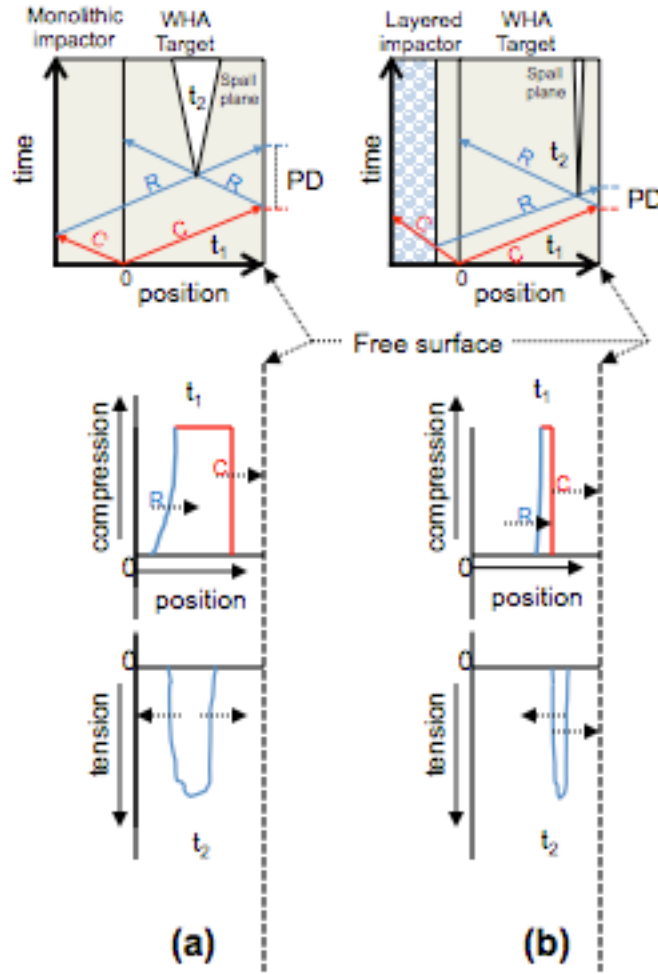 Monolithic impactor
WHA Target
Spall plane
t2
R
R
C
C
t1
PD
time
0
position
Layered impactor
WHA Target
Spall plane
t2
R
R
C
C
t1
PD
time
0
position
Free surface
compression
t1
C
R
0
position
compression
t1
C
R
0
position
0
tension
t2
0
tension
t2
(a)
(b)